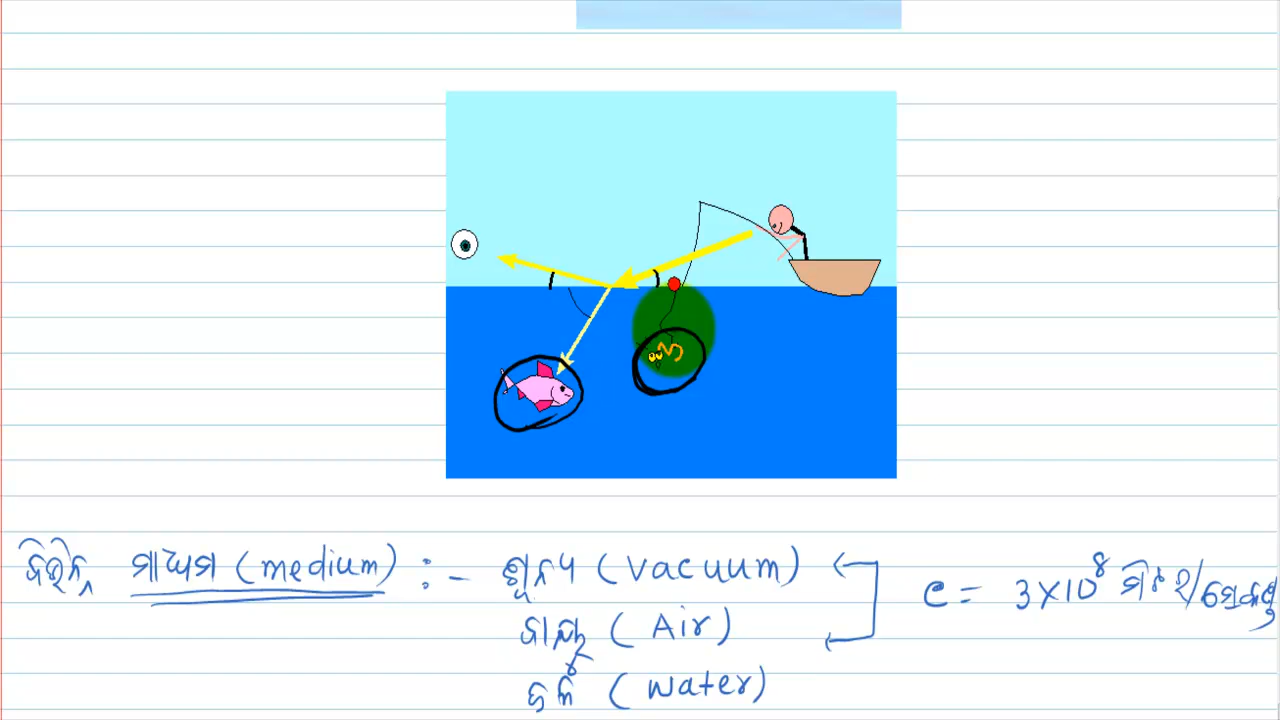 ବିଭିନ୍ନ ମାଧ୍ୟମ (medium) :- ଶୂନ୍ୟ (Vacuum)
c = 3×10⁸ ମିଟର/ସେକେଣ୍ଡ
ବାୟୁ (Air)
ଜଳ (Water)